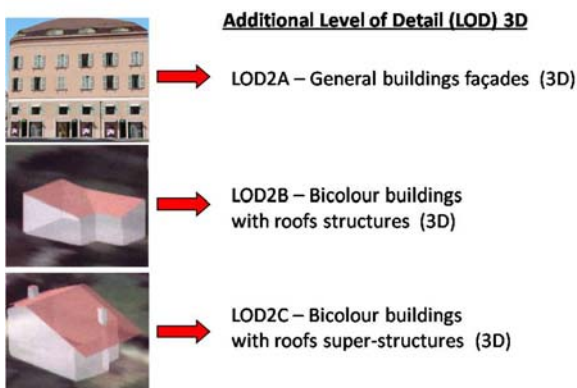 Additional Level of Detail (LOD) 3D
LOD2A – General buildings façades (3D)
LOD2B – Bicolour buildings
with roofs structures (3D)
LOD2C – Bicolour buildings
with roofs super-structures (3D)